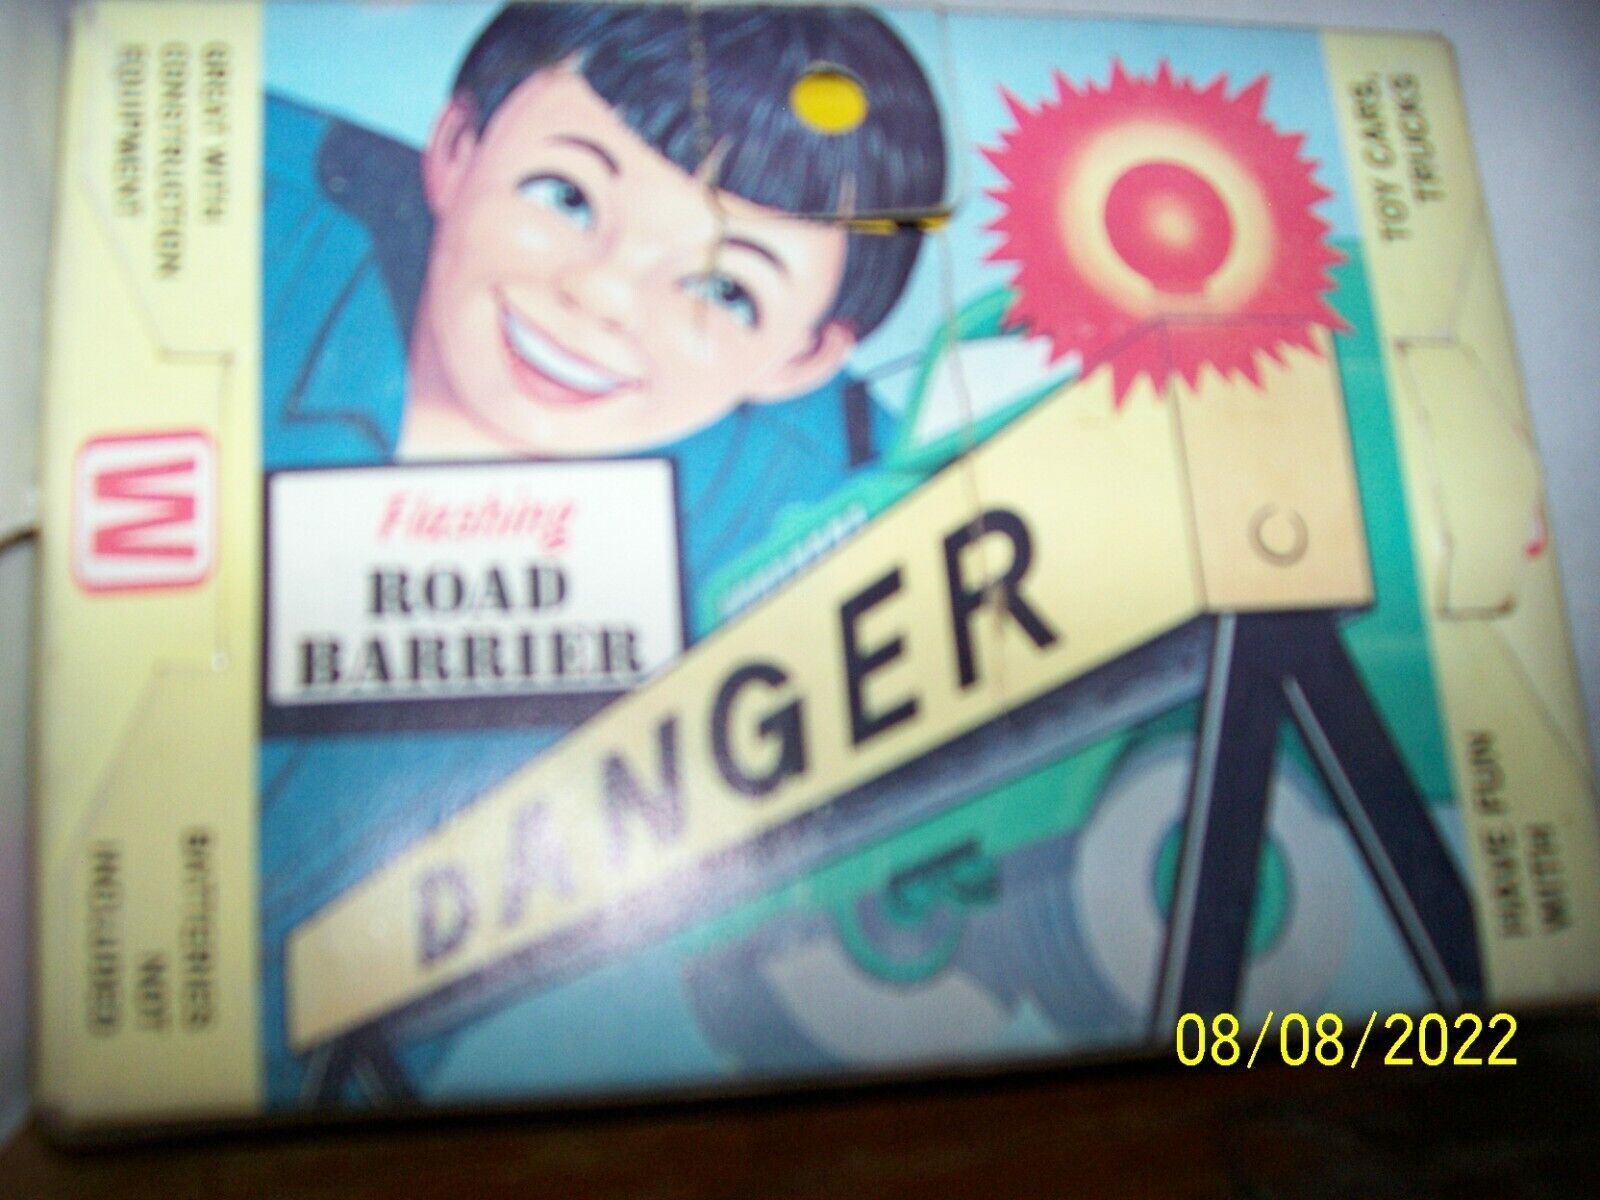 GREAT WITH
CONSTRUCTION
EQUIPMENT
TOY CARS,
TRUCKS
M
Flashing
ROAD
BARRIER
DANGER
HAVE FUN
WITH
BATTERIES
NOT
INCLUDED
08/08/2022